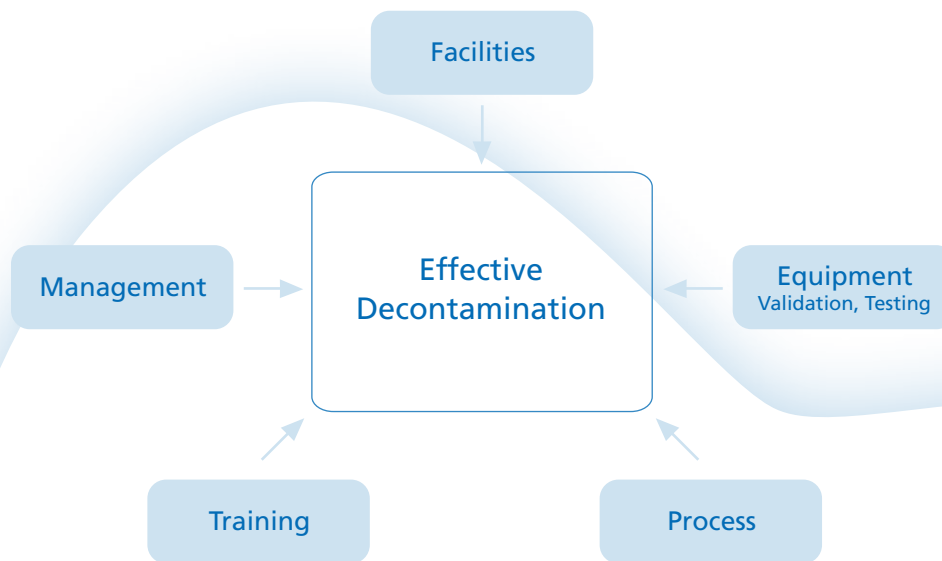 Facilities
Management
Effective
Decontamination
Equipment
Validation, Testing
Training
Process